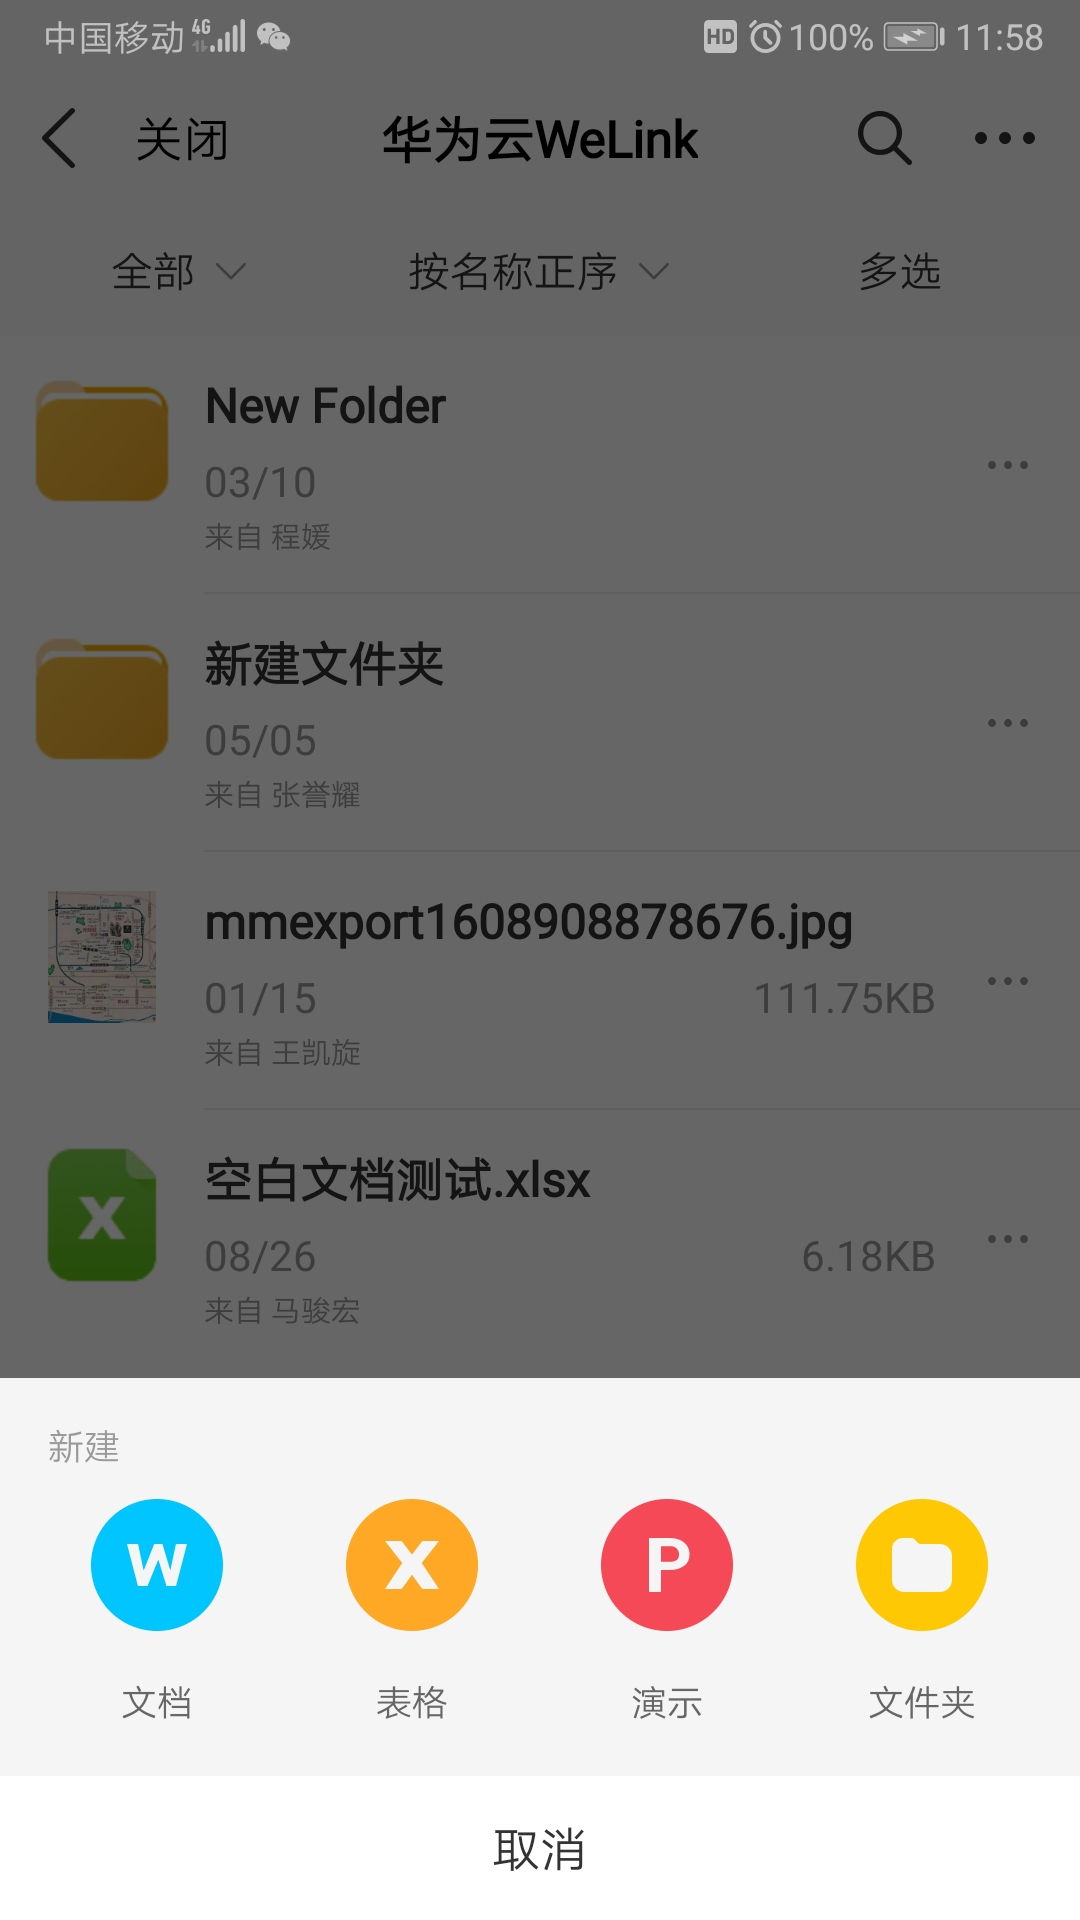 中国移动 4G HD 100% 11:58
关闭 华为云WeLink
全部 按名称正序 多选
New Folder
03/10
来自 程媛
新建文件夹
05/05
来自 张誉耀
mmexport1608908878676.jpg
01/15 111.75KB
来自 王凯旋
X
空白文档测试.xlsx
08/26 6.18KB
来自 马骏宏
新建
W X P
文档 表格 演示 文件夹
取消